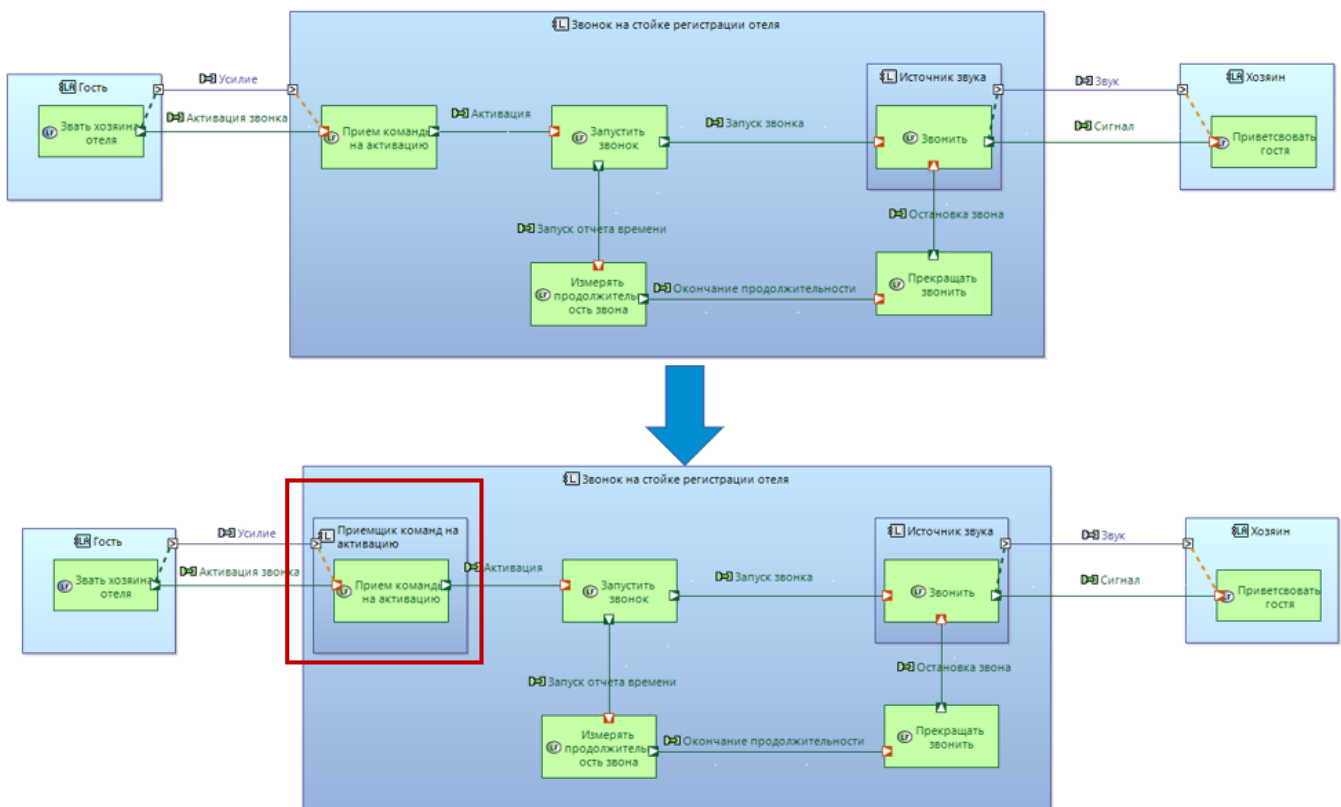 Звонок на стойке регистрации отеля
Гость
Усилие
Источник звука
Звук
Хозяин
Звать хозяина
отеля
Активация звонка
Прием команды
на активацию
Активация
Запустить
звонок
Запуск звонка
Звонить
Сигнал
Приветсвовать
гостя
Запуск отчета времени
Остановка звона
Измерять
продолжитель
ость звона
Окончание продолжительности
Прекращать
звонить
Звонок на стойке регистрации отеля
Гость
Усилие
Приемщик команд на
активацию
Источник звука
Звук
Хозяин
Звать хозяина
отеля
Активация звонка
Прием команды
на активацию
Активация
Запустить
звонок
Запуск звонка
Звонить
Сигнал
Приветсвовать
гостя
Запуск отчета времени
Остановка звона
Измерять
продолжитель
ость звона
Окончание продолжительности
Прекращать
звонить